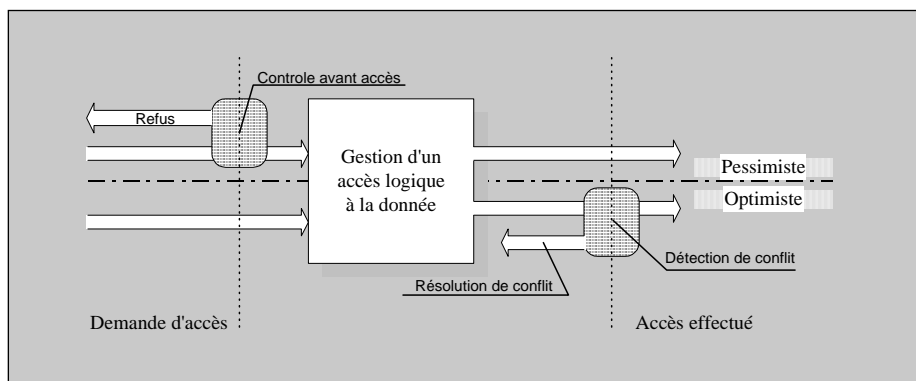 Controle avant accès
Refus
Gestion d'un
accès logique
à la donnée
Pessimiste
Optimiste
Détection de conflit
Résolution de conflit
Demande d'accès
Accès effectué